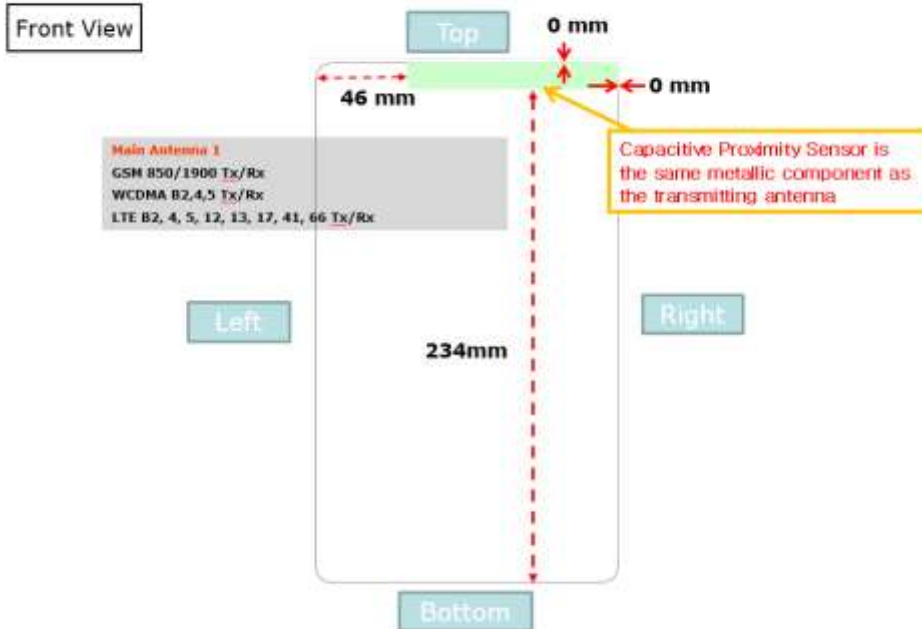 Front View
Top
0 mm
46 mm
0 mm
Main Antenna 1
GSM 850/1900 Tx/Rx
WCDMA B2,4,5 Tx/Rx
LTE B2, 4, 5, 12, 13, 17, 41, 66 Tx/Rx
Capacitive Proximity Sensor is
the same metallic component as
the transmitting antenna
Left
Right
234mm
Bottom